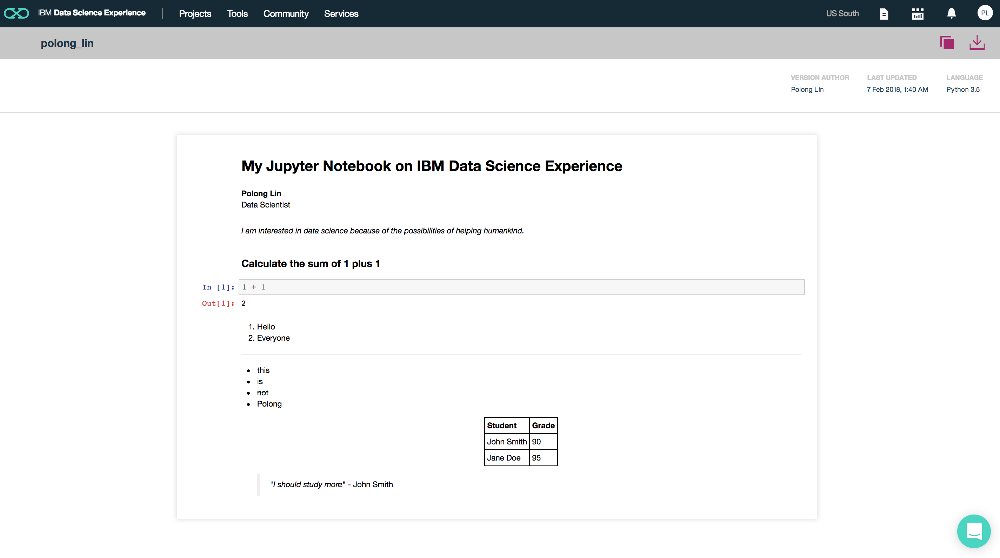 IBM Data Science Experience Projects Tools Community Services US South PL
polong_lin
VERSION AUTHOR LAST UPDATED LANGUAGE
Polong Lin 7 Feb 2018, 1:40 AM Python 3.5
My Jupyter Notebook on IBM Data Science Experience
Polong Lin
Data Scientist
I am interested in data science because of the possibilities of helping humankind.
Calculate the sum of 1 plus 1
In [1]: 1 + 1
Out[1]: 2
1. Hello
2. Everyone
• this
• is
• not
• Polong
Student Grade
John Smith 90
Jane Doe 95
"I should study more" - John Smith